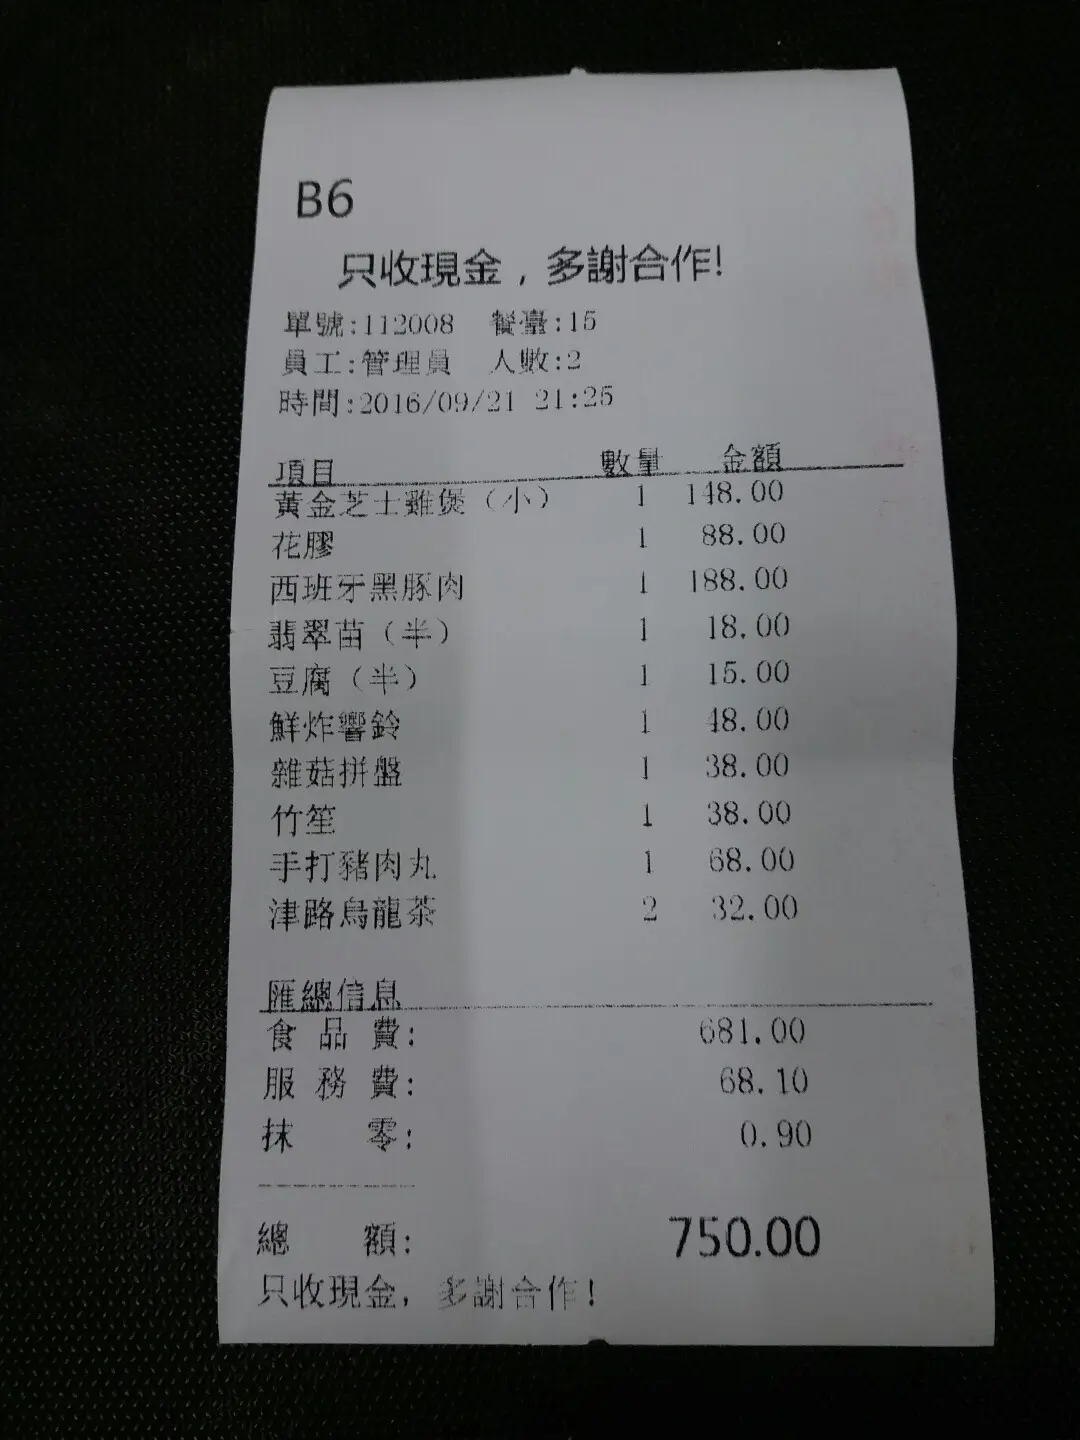 B6
只收現金，多謝合作!
單號:112008 餐臺:15
員工:管理員 人數:2
時間:2016/09/21 21:25
項目 數量 金額
黃金芝士雞煲（小） 1 148.00
花膠 1 88.00
西班牙黑豚肉 1 188.00
翡翠苗（半） 1 18.00
豆腐（半） 1 15.00
鮮炸響鈴 1 48.00
雜菇拼盤 1 38.00
竹笙 1 38.00
手打豬肉丸 1 68.00
津路烏龍茶 2 32.00
匯總信息
食品費: 681.00
服務費: 68.10
抹零: 0.90
總額: 750.00
只收現金，多謝合作!